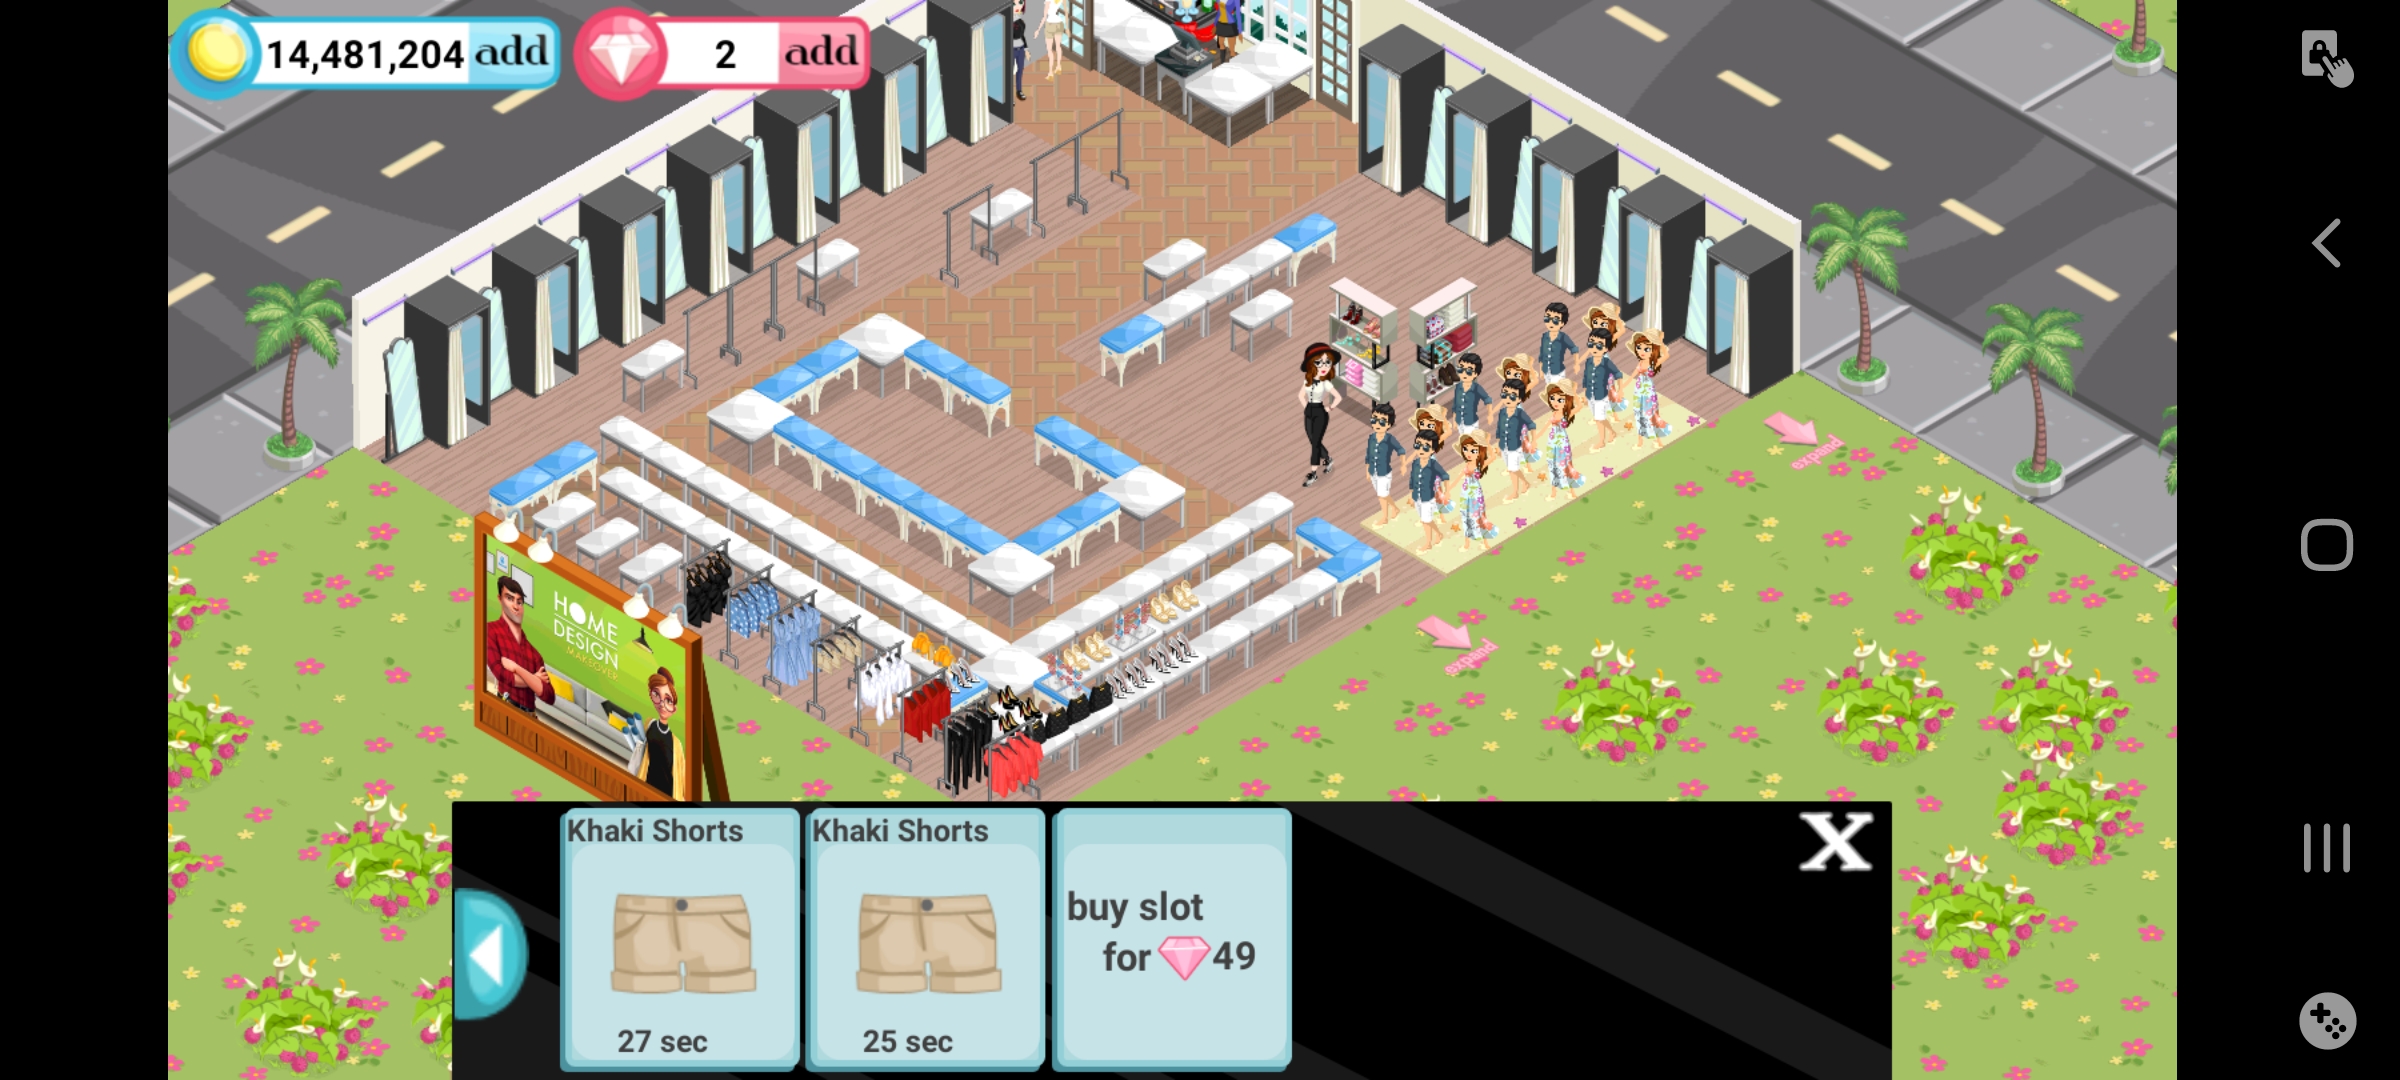 14,481,204 add
2 add
expand
expand
HOME
DESIGN
MAKEOVER
Khaki Shorts
27 sec
Khaki Shorts
25 sec
buy slot
for 49
X